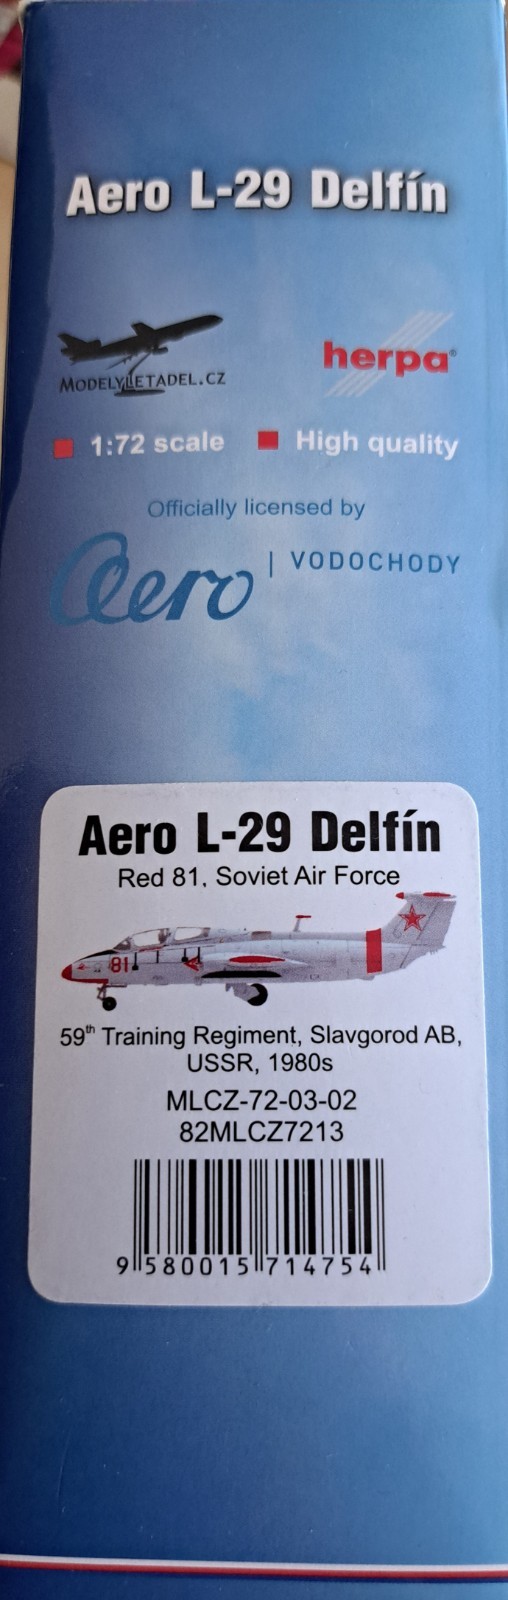 Aero L-29 Delfín
MODELYLETADEL.CZ
herpa®
1:72 scale
High quality
Officially licensed by
Aero | VODOCHODY
Aero L-29 Delfín
Red 81, Soviet Air Force
81
59th Training Regiment, Slavgorod AB,
USSR, 1980s
MLCZ-72-03-02
82MLCZ7213
9 580015 714754